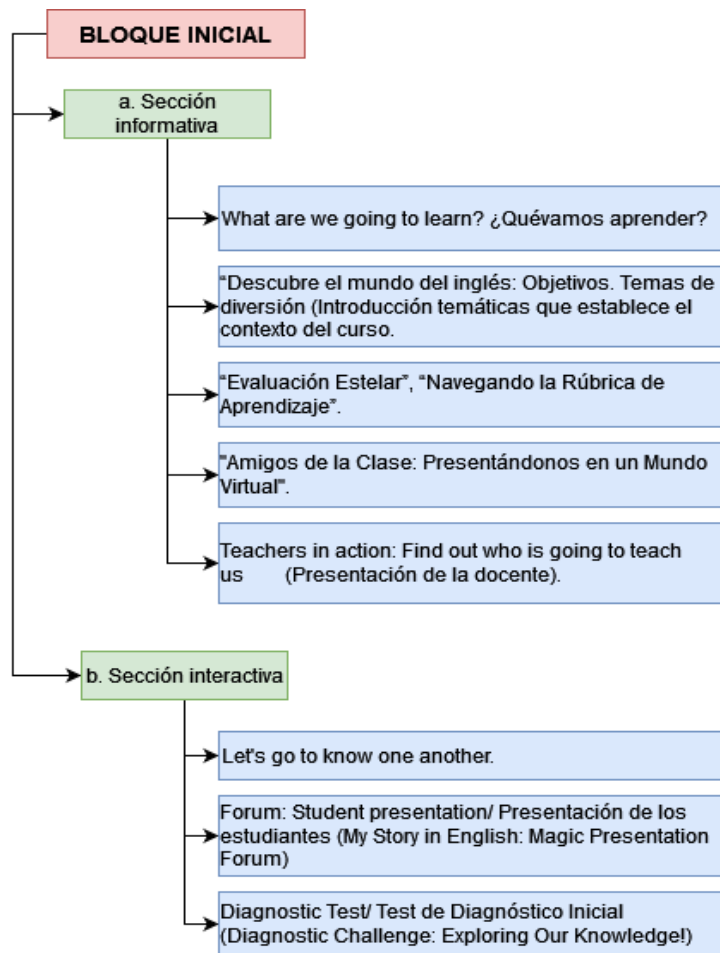 BLOQUE INICIAL
a. Sección
informativa
What are we going to learn? ¿Quévamos aprender?
“Descubre el mundo del inglés: Objetivos. Temas de
diversión (Introducción temáticas que establece el
contexto del curso.
“Evaluación Estelar”, “Navegando la Rúbrica de
Aprendizaje”.
"Amigos de la Clase: Presentándonos en un Mundo
Virtual".
Teachers in action: Find out who is going to teach
us (Presentación de la docente).
b. Sección interactiva
Let's go to know one another.
Forum: Student presentation/ Presentación de los
estudiantes (My Story in English: Magic Presentation
Forum)
Diagnostic Test/ Test de Diagnóstico Inicial
(Diagnostic Challenge: Exploring Our Knowledge!)